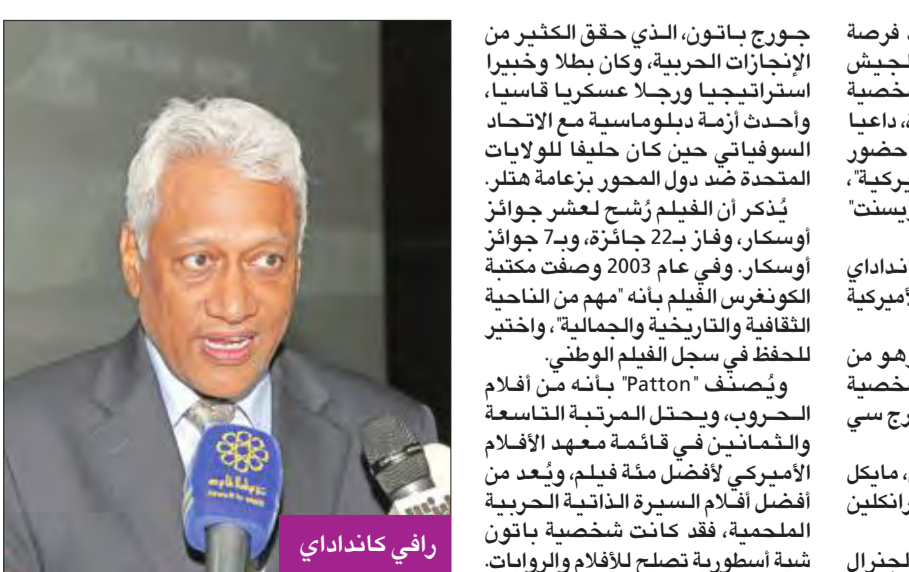 ، فرصة
لجيش
شخصية
ة، داعيا
حضور
يركية"،
ريسنت"
نداداي
لأميركية
هو من
شخصية
رج سي
، مايكل
رانكلين
لجنرال
جورج باتون، الذي حقق الكثير من
الإنجازات الحربية، وكان بطلا وخبيرا
استراتيجيا ورجلا عسكريا قاسيا،
وأحدث أزمة دبلوماسية مع الاتحاد
السوفياتي حين كان حليفا للولايات
المتحدة ضد دول المحور بزعامة هتلر.
يُذكر أن الفيلم رُشح لعشر جوائز
أوسكار، وفاز بـ22 جائزة، وبـ7 جوائز
أوسكار. وفي عام 2003 وصفت مكتبة
الكونغرس الفيلم بأنه "مهم من الناحية
الثقافية والتاريخية والجمالية"، واختير
للحفظ في سجل الفيلم الوطني.
ويُصنف "Patton" بأنه من أفلام
الحروب، ويحتل المرتبة التاسعة
والثمانين في قائمة معهد الأفلام
الأميركي لأفضل مئة فيلم، ويُعد من
أفضل أفلام السيرة الذاتية الحربية
الملحمية، فقد كانت شخصية باتون
شبه أسطورية تصلح للأفلام والروايات.
رافي كانداداي